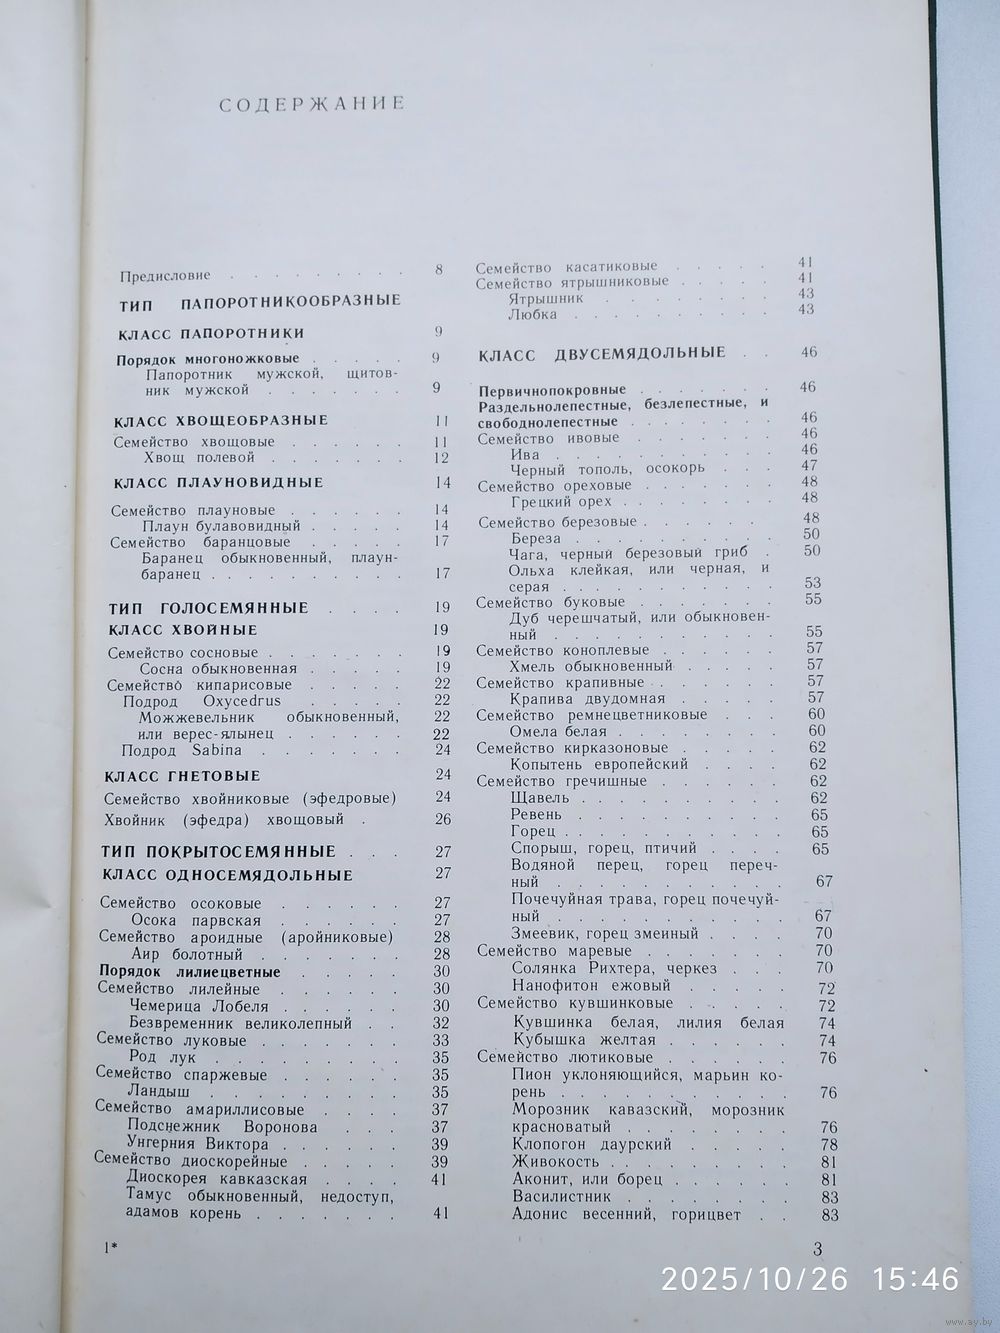 СОДЕРЖАНИЕ
Предисловие . . . . . . . . . 8
ТИП ПАПОРОТНИКООБРАЗНЫЕ
КЛАСС ПАПОРОТНИКИ 9
Порядок многоножковые . . . . . 9
Папоротник мужской, щитов-
ник мужской . . . . . . . 9
КЛАСС ХВОЩЕОБРАЗНЫЕ 11
Семейство хвощовые . . . . . . 11
Хвощ полевой . . . . . . . 12
КЛАСС ПЛАУНОВИДНЫЕ 14
Семейство плауновые . . . . . . 14
Плаун булавовидный . . . . . 14
Семейство баранцовые . . . . . 17
Баранец обыкновенный, плаун-
баранец . . . . . . . . . . 17
ТИП ГОЛОСЕМЯННЫЕ . . . . 19
КЛАСС ХВОЙНЫЕ 19
Семейство сосновые . . . . . . . 19
Сосна обыкновенная . . . . . 19
Семейство кипарисовые . . . . . 22
Подрод Oxycedrus . . . . . 22
Можжевельник обыкновенный, 22
или верес-ялынец . . . . . . 22
Подрод Sabina . . . . . . . 24
КЛАСС ГНЕТОВЫЕ 24
Семейство хвойниковые (эфедровые) 24
Хвойник (эфедра) хвощовый . 26
ТИП ПОКРЫТОСЕМЯННЫЕ . . . 27
КЛАСС ОДНОСЕМЯДОЛЬНЫЕ 27
Семейство осоковые . . . . . . 27
Осока парвская . . . . . . 27
Семейство ароидные (аройниковые) 28
Аир болотный . . . . . . . 28
Порядок лилиецветные . . . . . 30
Семейство лилейные . . . . . . 30
Чемерица Лобеля . . . . . . 30
Безвременник великолепный . . 32
Семейство луковые . . . . . . . 33
Род лук . . . . . . . . . 35
Семейство спаржевые . . . . . . 35
Ландыш . . . . . . . . . 35
Семейство амариллисовые . . . . 37
Подснежник Воронова . . . 37
Унгерния Виктора . . . . . . 39
Семейство диоскорейные . . . . . 39
Диоскорея кавказская . . . . 41
Тамус обыкновенный, недоступ,
адамов корень . . . . . . . 41
1*
Семейство касатиковые . . . . . 41
Семейство ятрышниковые . . . . . 41
Ятрышник . . . . . . . . 43
Любка . . . . . . . . . . 43
КЛАСС ДВУСЕМЯДОЛЬНЫЕ . . 46
Первичнопокровные . . . . . . . 46
Раздельнолепестные, безлепестные, и
свободнолепестные . . . . . . . 46
Семейство ивовые . . . . . . . 46
Ива . . . . . . . . . . . 46
Черный тополь, осокорь . . . 47
Семейство ореховые . . . . . . . 48
Грецкий орех . . . . . . . . 48
Семейство березовые . . . . . . 48
Береза . . . . . . . . . . 50
Чага, черный березовый гриб . 50
Ольха клейкая, или черная, и
серая . . . . . . . . . . 53
Семейство буковые . . . . . . . 55
Дуб черешчатый, или обыкновен-
ный . . . . . . . . . . . 55
Семейство коноплевые . . . . . . 57
Хмель обыкновенный . . . . . 57
Семейство крапивные . . . . . . 57
Крапива двудомная . . . . . 57
Семейство ремнецветниковые . . . 60
Омела белая . . . . . . . . 60
Семейство кирказоновые . . . . . 62
Копытень европейский . . . . 62
Семейство гречишные . . . . . . 62
Щавель . . . . . . . . . . 62
Ревень . . . . . . . . . . 65
Горец . . . . . . . . . . . 65
Спорыш, горец, птичий . . . . 65
Водяной перец, горец переч-
ный . . . . . . . . . . . 67
Почечуйная трава, горец почечуй-
ный . . . . . . . . . . . 67
Змеевик, горец змеиный . . . . 70
Семейство маревые . . . . . . . 70
Солянка Рихтера, черкез . . . 70
Нанофитон ежовый . . . . . 72
Семейство кувшинковые . . . . . 72
Кувшинка белая, лилия белая 74
Кубышка желтая . . . . . . 74
Семейство лютиковые . . . . . . 76
Пион уклоняющийся, марьин ко-
рень . . . . . . . . . . . 76
Морозник кавказский, морозник
красноватый . . . . . . . . 76
Клопогон даурский . . . . . 78
Живокость . . . . . . . . . 81
Аконит, или борец . . . . . . 81
Василистник . . . . . . . . 83
Адонис весенний, горицвет . . 83
3
2025/10/26 15:46
www.ay.by